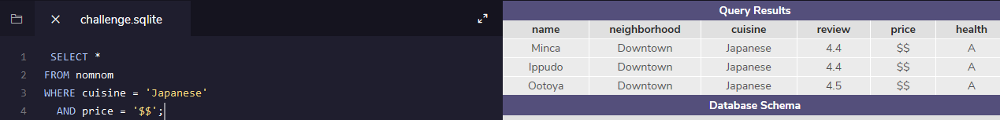 challenge.sqlite
1 SELECT *
2 FROM nomnom
3 WHERE cuisine = 'Japanese'
4 AND price = '$$';
Query Results
name neighborhood cuisine review price health
Minca Downtown Japanese 4.4 $$ A
Ippudo Downtown Japanese 4.4 $$ A
Ootoya Downtown Japanese 4.5 $$ A
Database Schema